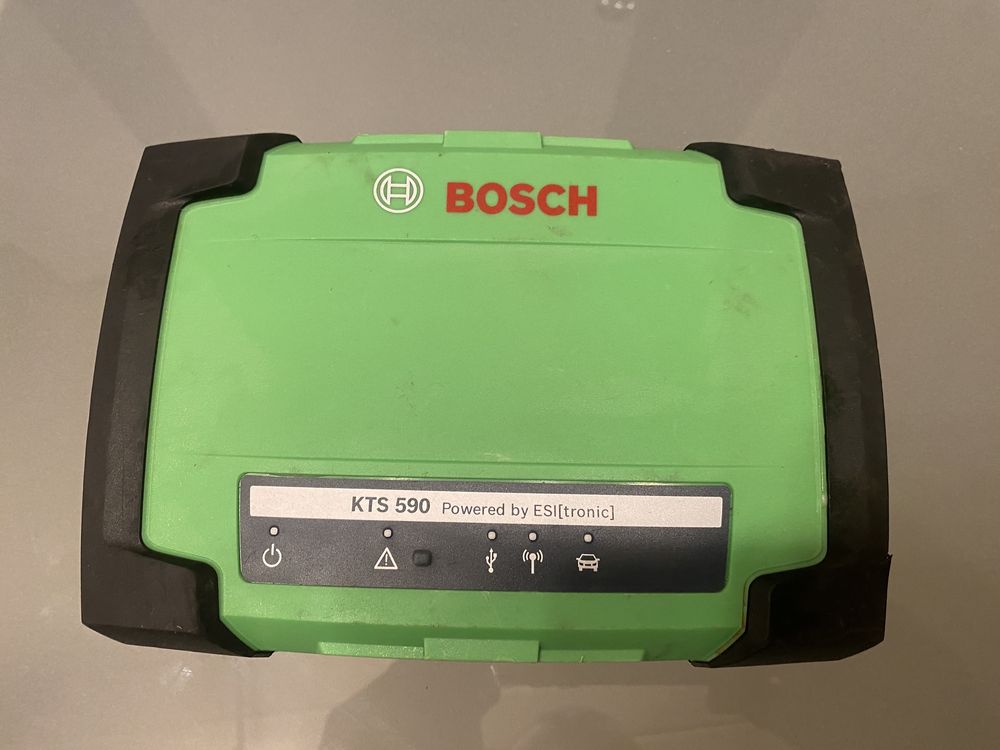 BOSCH
KTS 590 Powered by ESI[tronic]